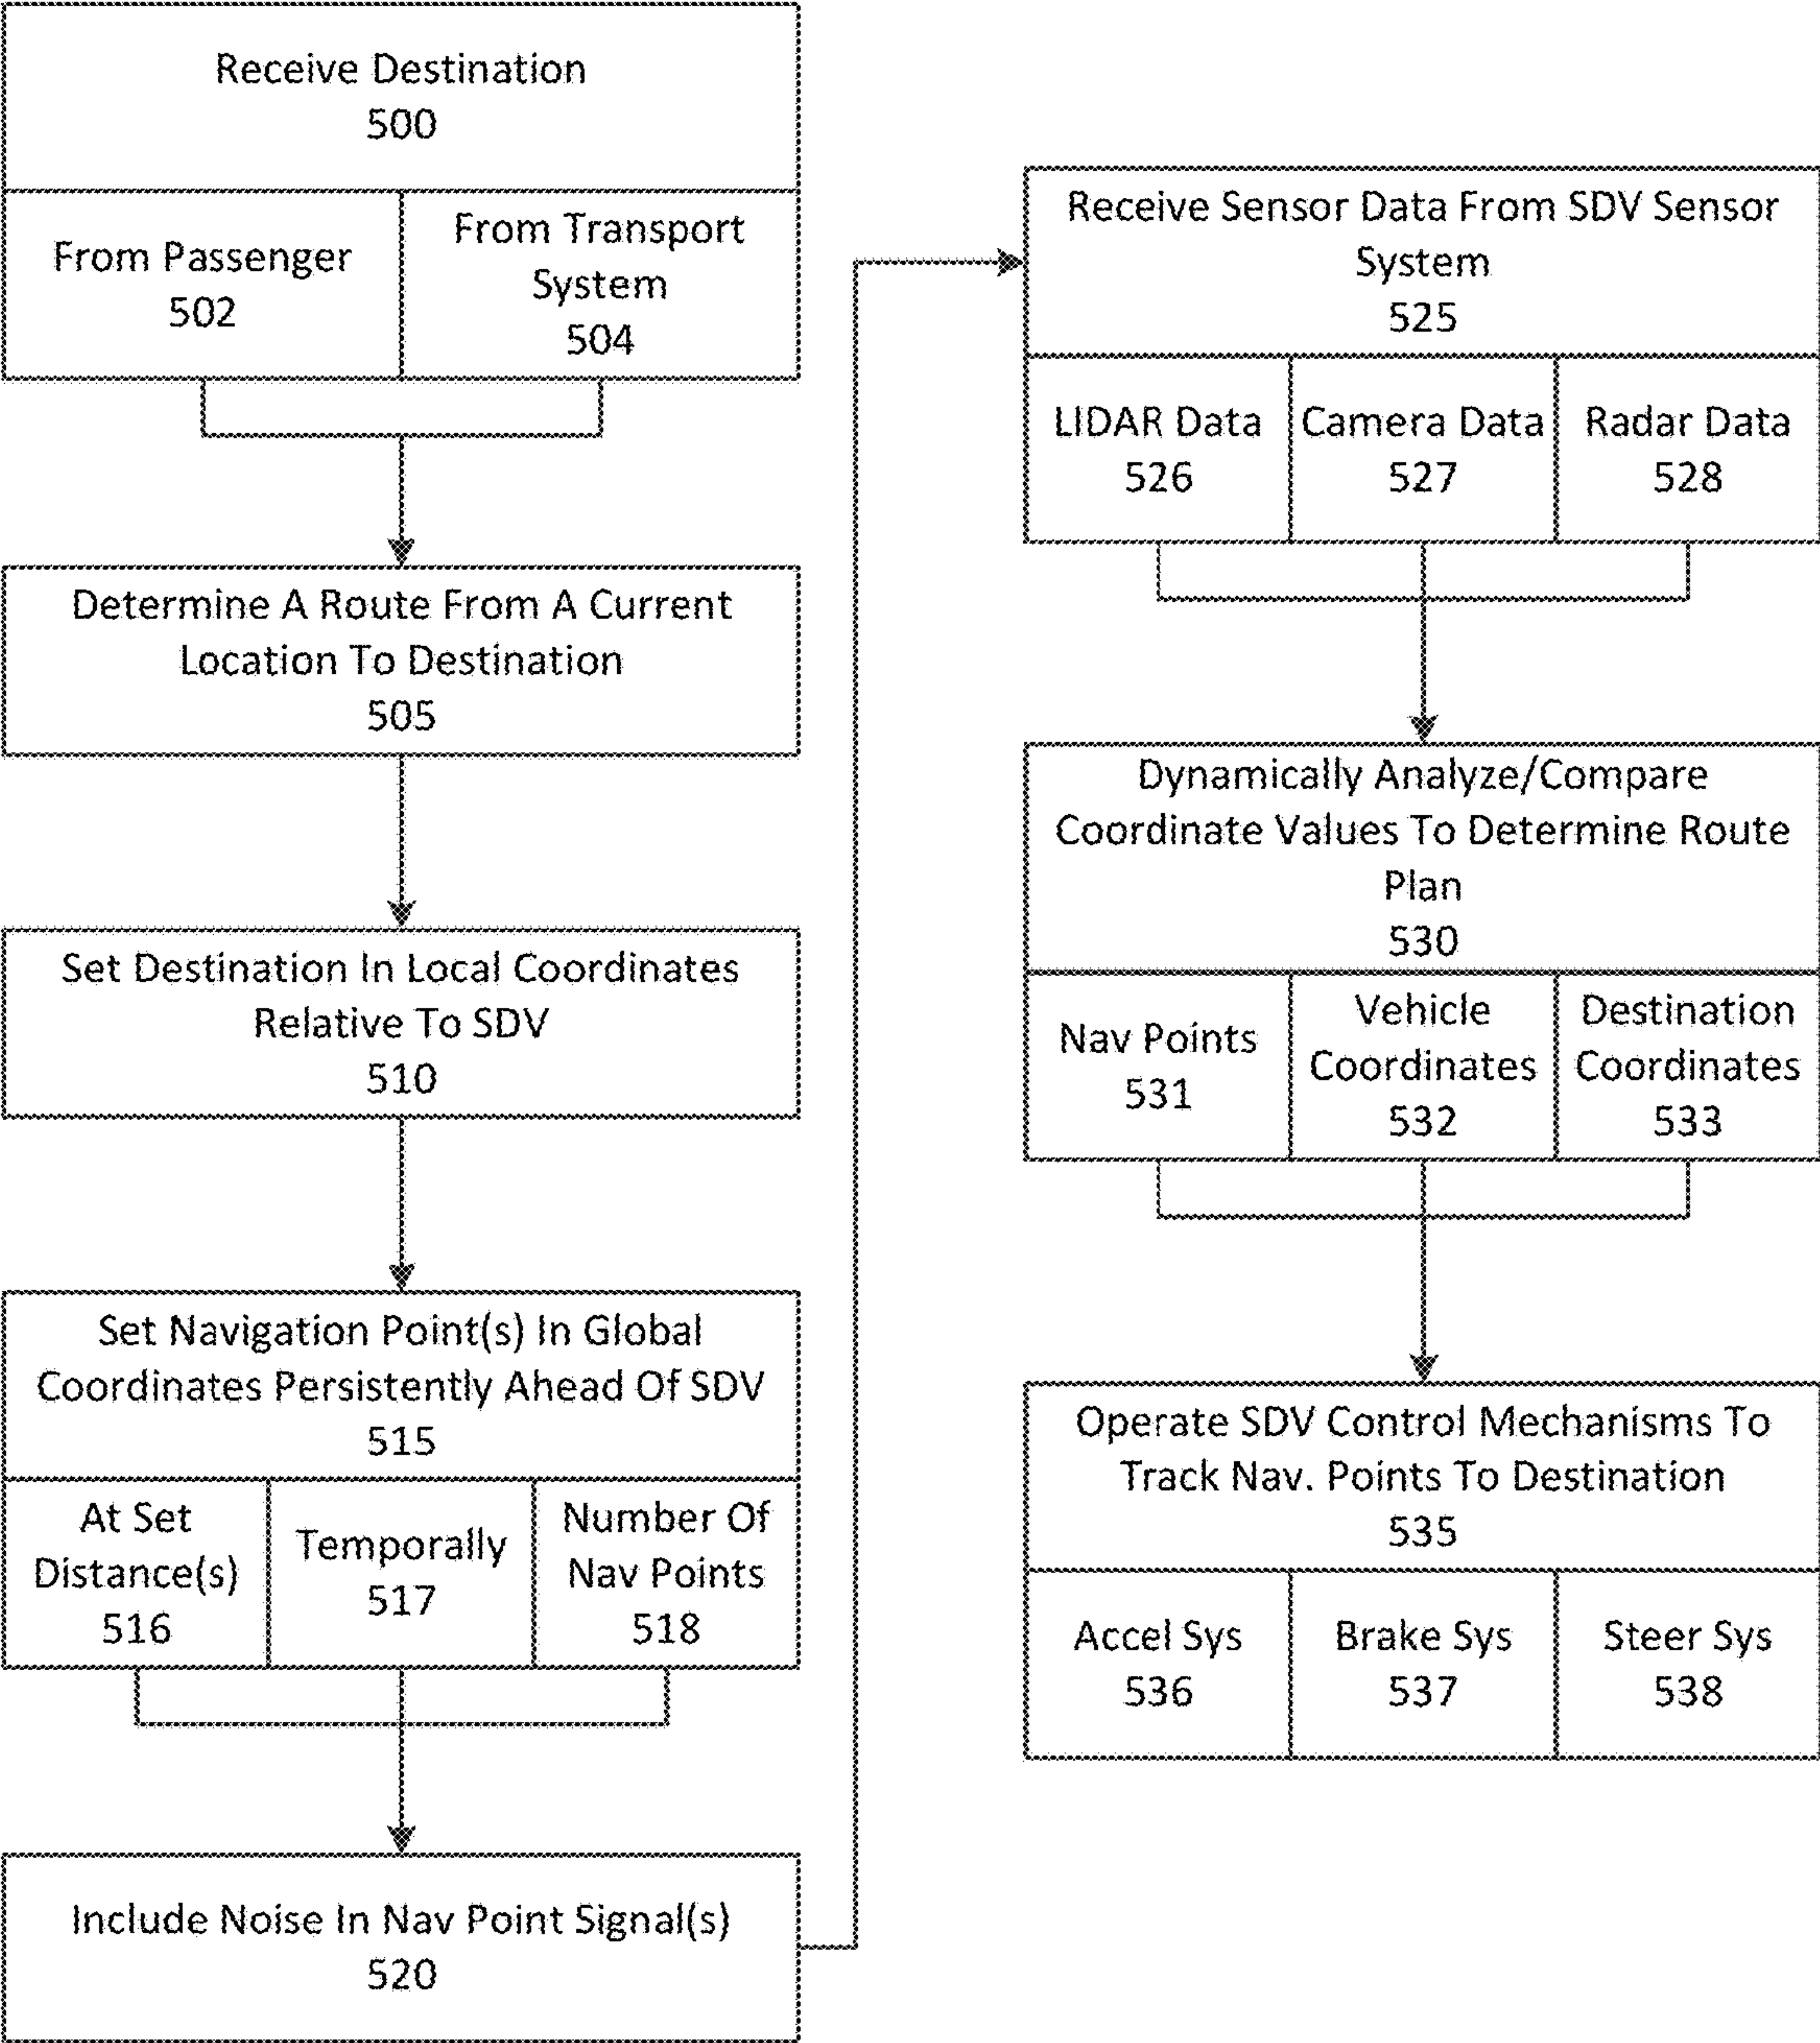 Receive Destination
500
From Passenger
502
From Transport
System
504
Determine A Route From A Current
Location To Destination
505
Set Destination In Local Coordinates
Relative To SDV
510
Set Navigation Point(s) In Global
Coordinates Persistently Ahead Of SDV
515
At Set
Distance(s)
516
Temporally
517
Number Of
Nav Points
518
Include Noise In Nav Point Signal(s)
520
Receive Sensor Data From SDV Sensor
System
525
LIDAR Data
526
Camera Data
527
Radar Data
528
Dynamically Analyze/Compare
Coordinate Values To Determine Route
Plan
530
Nav Points
531
Vehicle
Coordinates
532
Destination
Coordinates
533
Operate SDV Control Mechanisms To
Track Nav. Points To Destination
535
Accel Sys
536
Brake Sys
537
Steer Sys
538